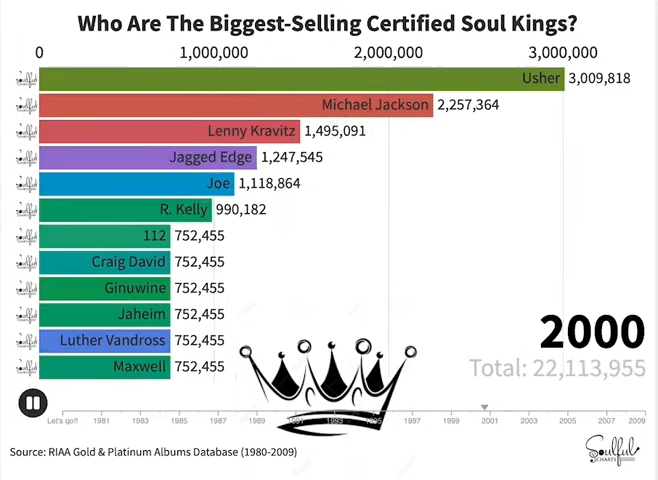 Who Are The Biggest-Selling Certified Soul Kings?
0 1,000,000 2,000,000 3,000,000
Usher 3,009,818
Michael Jackson 2,257,364
Lenny Kravitz 1,495,091
Jagged Edge 1,247,545
Joe 1,118,864
R. Kelly 990,182
112 752,455
Craig David 752,455
Ginuwine 752,455
Jaheim 752,455
Luther Vandross 752,455
Maxwell 752,455
2000
Total: 22,113,955
Let's go!! 1981 1983 1985 1987 1989 1991 1993 1995 1997 1999 2001 2003 2005 2007 2009
Source: RIAA Gold & Platinum Albums Database (1980-2009)
Soulful
CHARTS